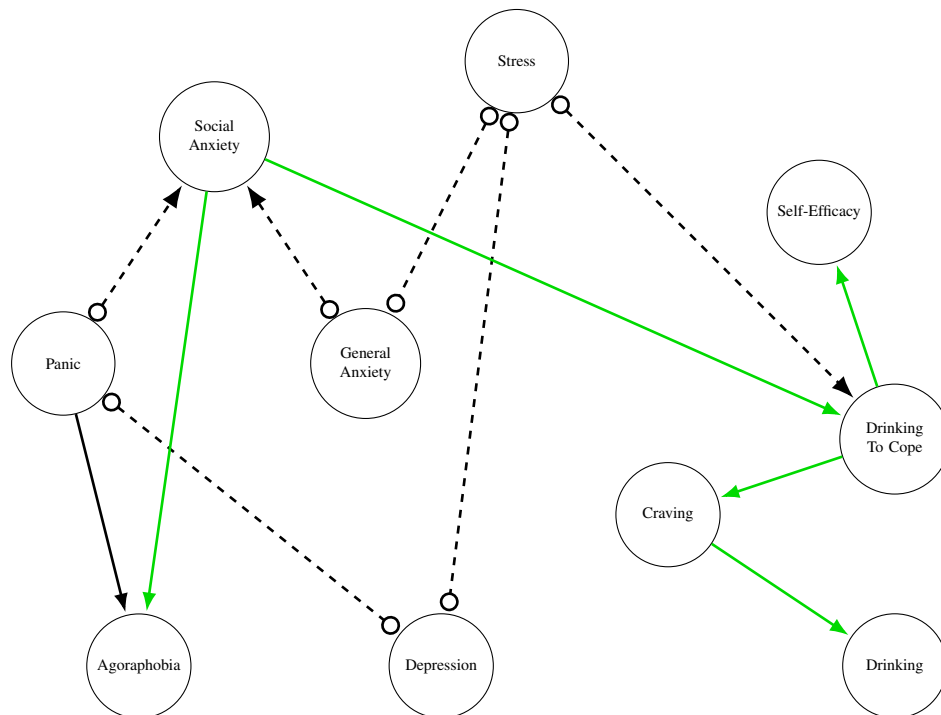 Stress
Social
Anxiety
Self-Efficacy
Panic
General
Anxiety
Drinking
To Cope
Craving
Agoraphobia
Depression
Drinking